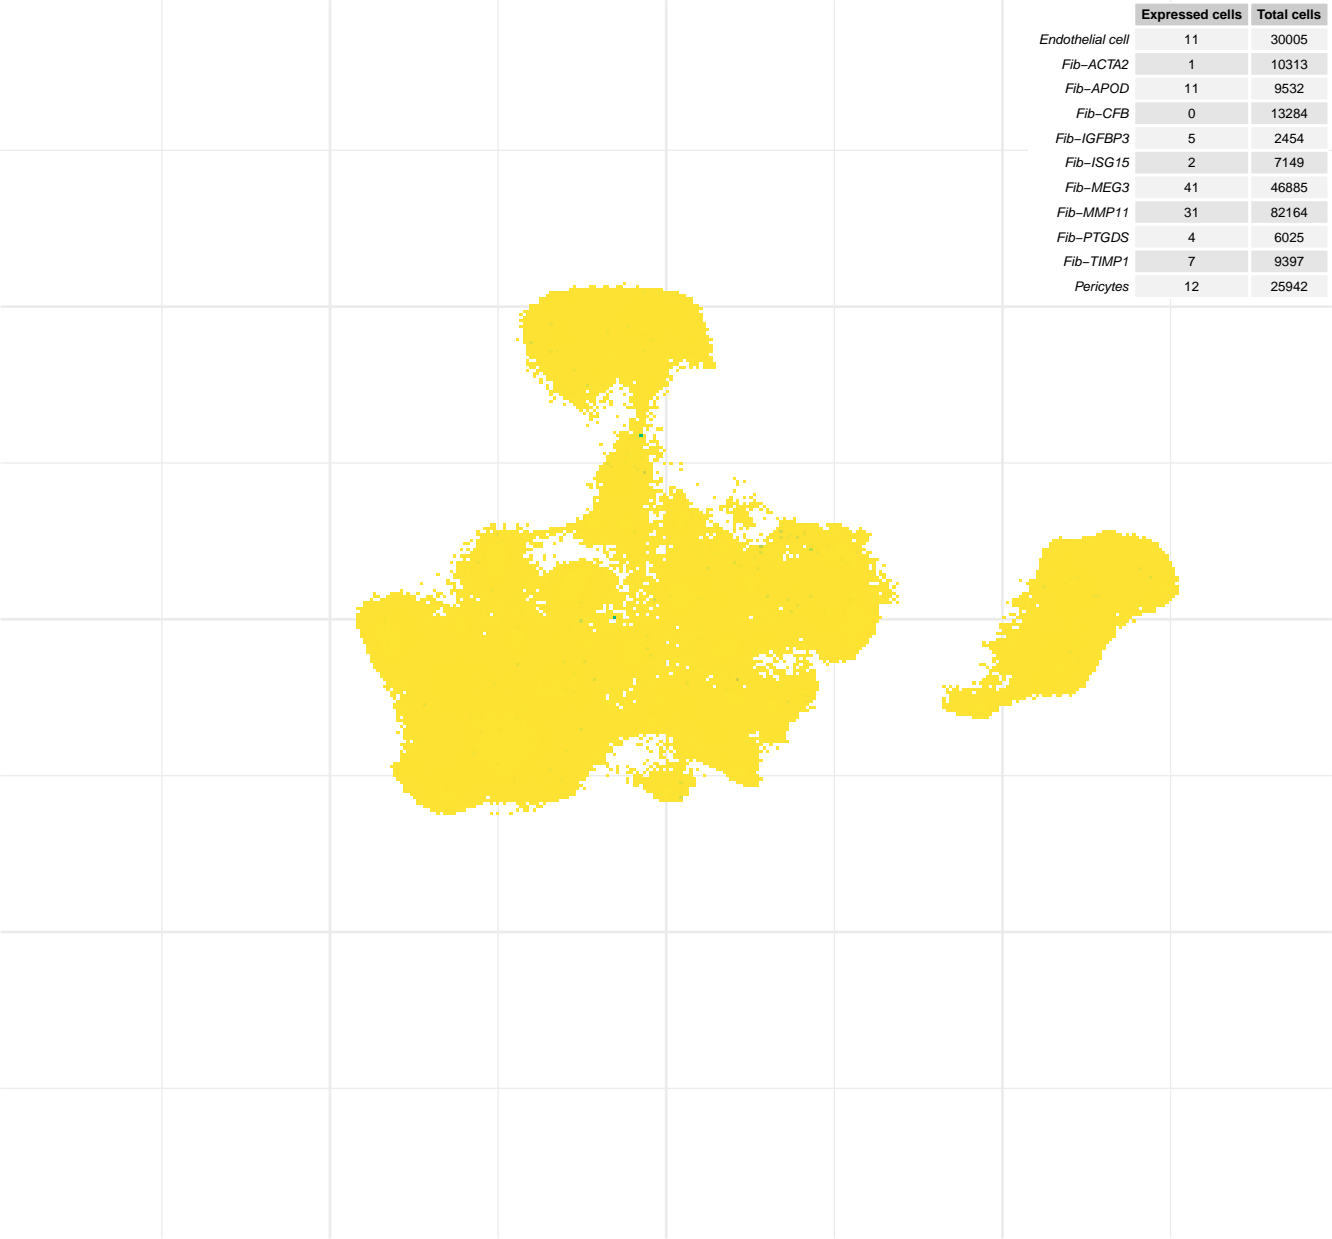 Expressed cells Total cells
Endothelial cell 11 30005
Fib−ACTA2 1 10313
Fib−APOD 11 9532
Fib−CFB 0 13284
Fib−IGFBP3 5 2454
Fib−ISG15 2 7149
Fib−MEG3 41 46885
Fib−MMP11 31 82164
Fib−PTGDS 4 6025
Fib−TIMP1 7 9397
Pericytes 12 25942